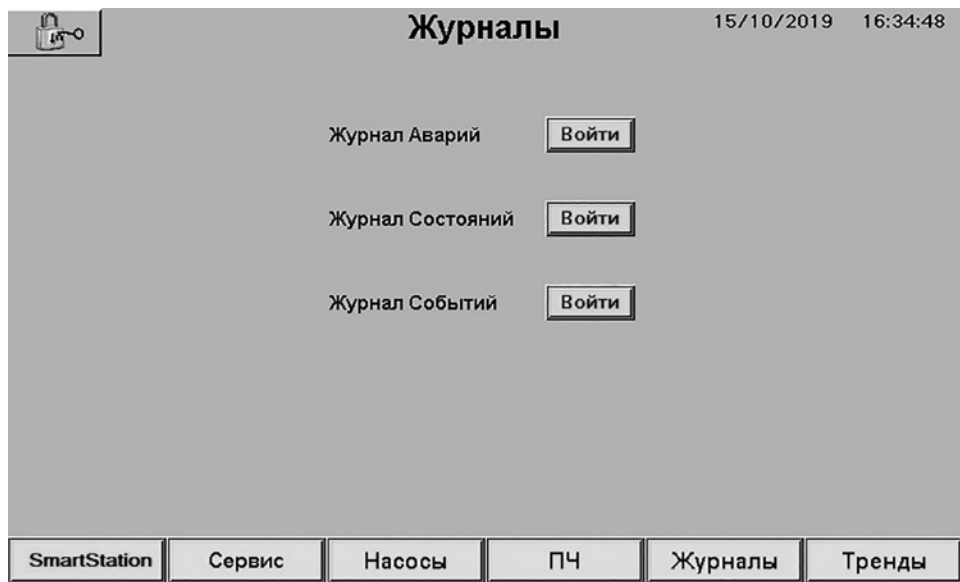 Журналы 15/10/2019 16:34:48
Журнал Аварий Войти
Журнал Состояний Войти
Журнал Событий Войти
SmartStation Сервис Насосы ПЧ Журналы Тренды